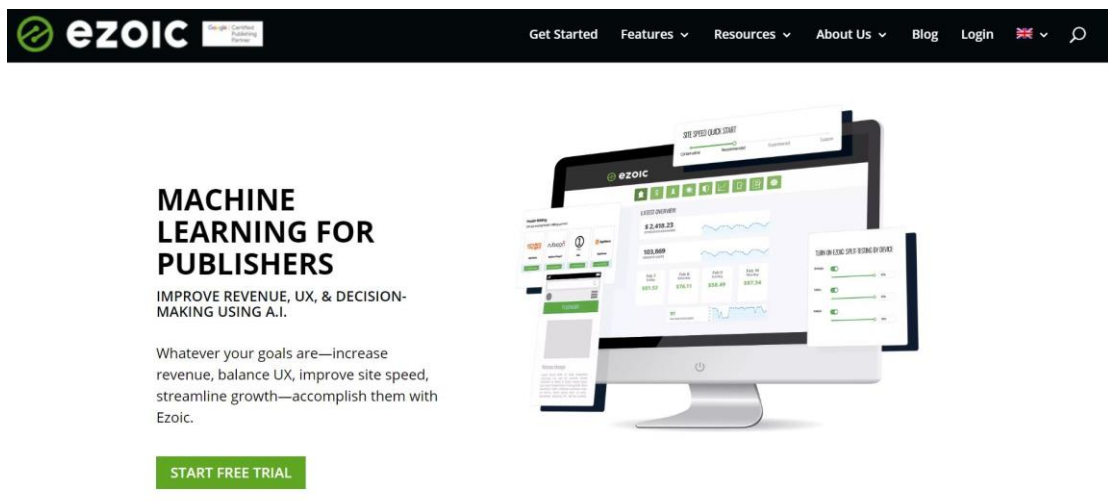 ezoic
Google Certified
Publishing
Partner
Get Started Features Resources About Us Blog Login
MACHINE
LEARNING FOR
PUBLISHERS
IMPROVE REVENUE, UX, & DECISION-
MAKING USING A.I.
Whatever your goals are—increase
revenue, balance UX, improve site speed,
streamline growth—accomplish them with
Ezoic.
START FREE TRIAL
SITE SPEED QUICK START
Recommended
ezoic
LATEST OVERVIEW
$ 2,418.23
103,869
TURN ON EZOIC: SPLIT-TESTING BY DEVICE